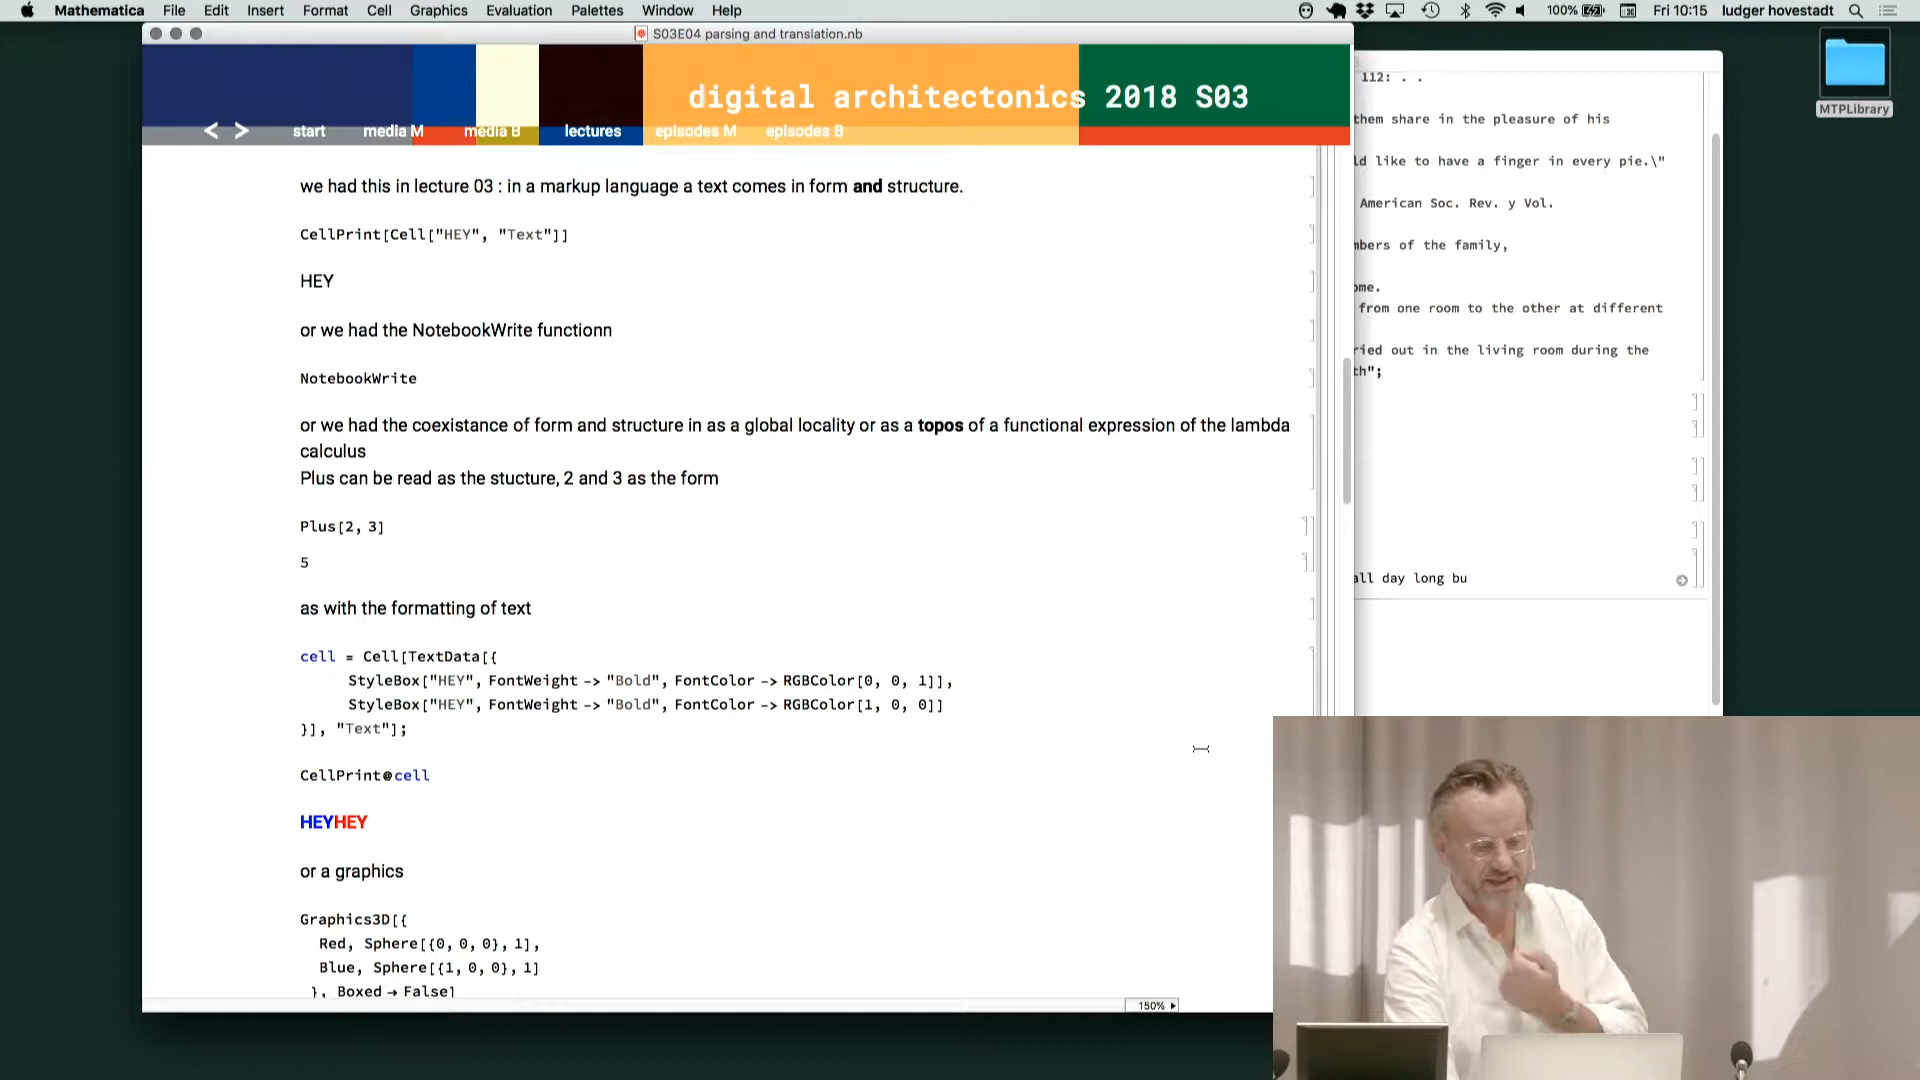 Mathematica File Edit Insert Format Cell Graphics Evaluation Palettes Window Help 100% Fri 10:15 ludger hovestadt
S03E04 parsing and translation.nb
digital architectonics 2018 S03
< > start media M media B lectures episodes M episodes B
we had this in lecture 03 : in a markup language a text comes in form and structure.
CellPrint[Cell["HEY", "Text"]]
HEY
or we had the NotebookWrite functionn
NotebookWrite
or we had the coexistance of form and structure in as a global locality or as a topos of a functional expression of the lambda
calculus
Plus can be read as the stucture, 2 and 3 as the form
Plus[2, 3]
5
as with the formatting of text
cell = Cell[TextData[{
StyleBox["HEY", FontWeight -> "Bold", FontColor -> RGBColor[0, 0, 1]],
StyleBox["HEY", FontWeight -> "Bold", FontColor -> RGBColor[1, 0, 0]]
}], "Text"];
CellPrint@cell
HEYHEY
or a graphics
Graphics3D[{
Red, Sphere[{0, 0, 0}, 1],
Blue, Sphere[{1, 0, 0}, 1]
}, Boxed → False]
150%
112: . .
them share in the pleasure of his
ld like to have a finger in every pie.\"
American Soc. Rev. y Vol.
mbers of the family,
ome.
from one room to the other at different
ried out in the living room during the
th";
all day long bu
MTPLibrary